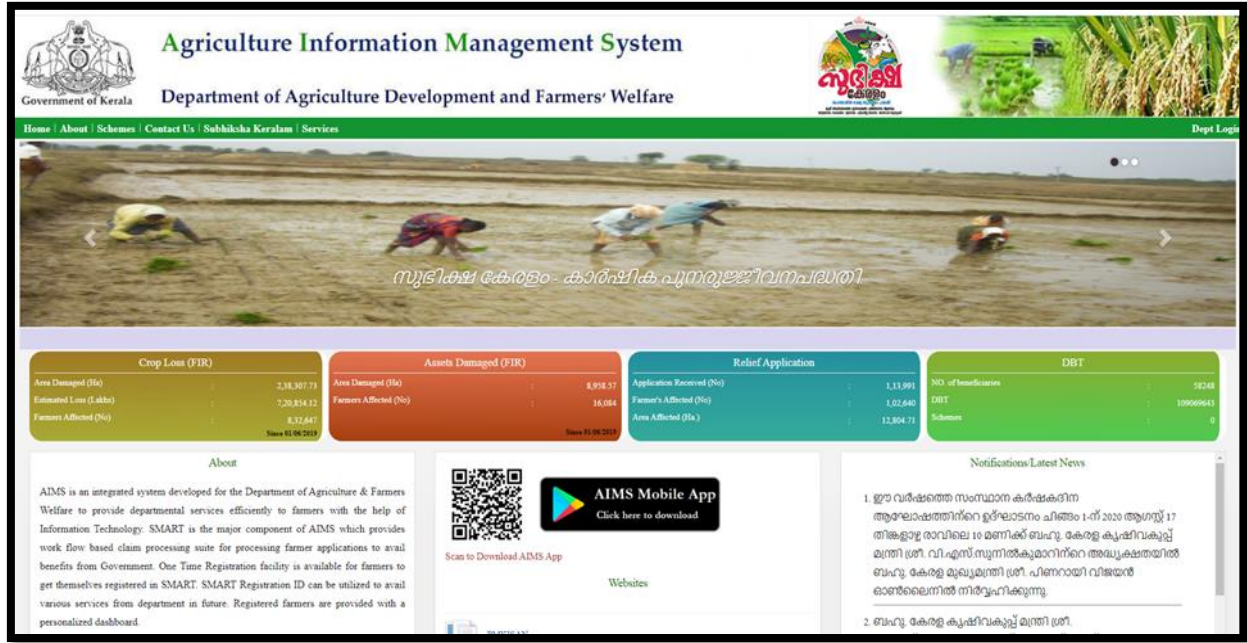 Agriculture Information Management System
Government of Kerala
Department of Agriculture Development and Farmers' Welfare
സുഭിക്ഷ
കേരളം
Home | About | Schemes | Contact Us | Subhiksha Keralam | Services
Dept Login
സുഭിക്ഷ കേരളം - കാർഷിക പുനരുജ്ജീവനപദ്ധതി
Crop Loss (FIR)
Area Damaged (Ha) : 2,38,307.73
Estimated Loss (Lakhs) : 7,20,854.12
Farmers Affected (No) : 8,32,647
Since 01/06/2019
Assets Damaged (FIR)
Area Damaged (Ha) : 8,958.57
Farmers Affected (No) : 16,084
Since 01/06/2019
Relief Application
Application Received (No) : 1,13,991
Farmer's Affected (No) : 1,02,640
Area Affected (Ha.) : 12,804.71
DBT
NO. of beneficiaries : 58248
DBT : 109069643
Schemes : 0
About
AIMS is an integrated system developed for the Department of Agriculture & Farmers
Welfare to provide departmental services efficiently to farmers with the help of
Information Technology. SMART is the major component of AIMS which provides
work flow based claim processing suite for processing farmer applications to avail
benefits from Government. One Time Registration facility is available for farmers to
get themselves registered in SMART. SMART Registration ID can be utilized to avail
various services from department in future. Registered farmers are provided with a
personalized dashboard.
AIMS Mobile App
Click here to download
Scan to Download AIMS App
Websites
Notifications/Latest News
1. ഈ വർഷത്തെ സംസ്ഥാന കർഷകദിന
ആഘോഷത്തിന്റെ ഉദ്ഘാടനം ചിങ്ങം 1-ന് 2020 ആഗസ്റ്റ് 17
തിങ്കളാഴ്ച രാവിലെ 10 മണിക്ക് ബഹു. കേരള കൃഷിവകുപ്പ്
മന്ത്രി ശ്രീ. വി.എസ്.സുനിൽകുമാറിന്റെ അദ്ധ്യക്ഷതയിൽ
ബഹു. കേരള മുഖ്യമന്ത്രി ശ്രീ. പിണറായി വിജയൻ
ഓൺലൈനിൽ നിർവ്വഹിക്കുന്നു.
2. ബഹു. കേരള കൃഷിവകുപ്പ് മന്ത്രി ശ്രീ.